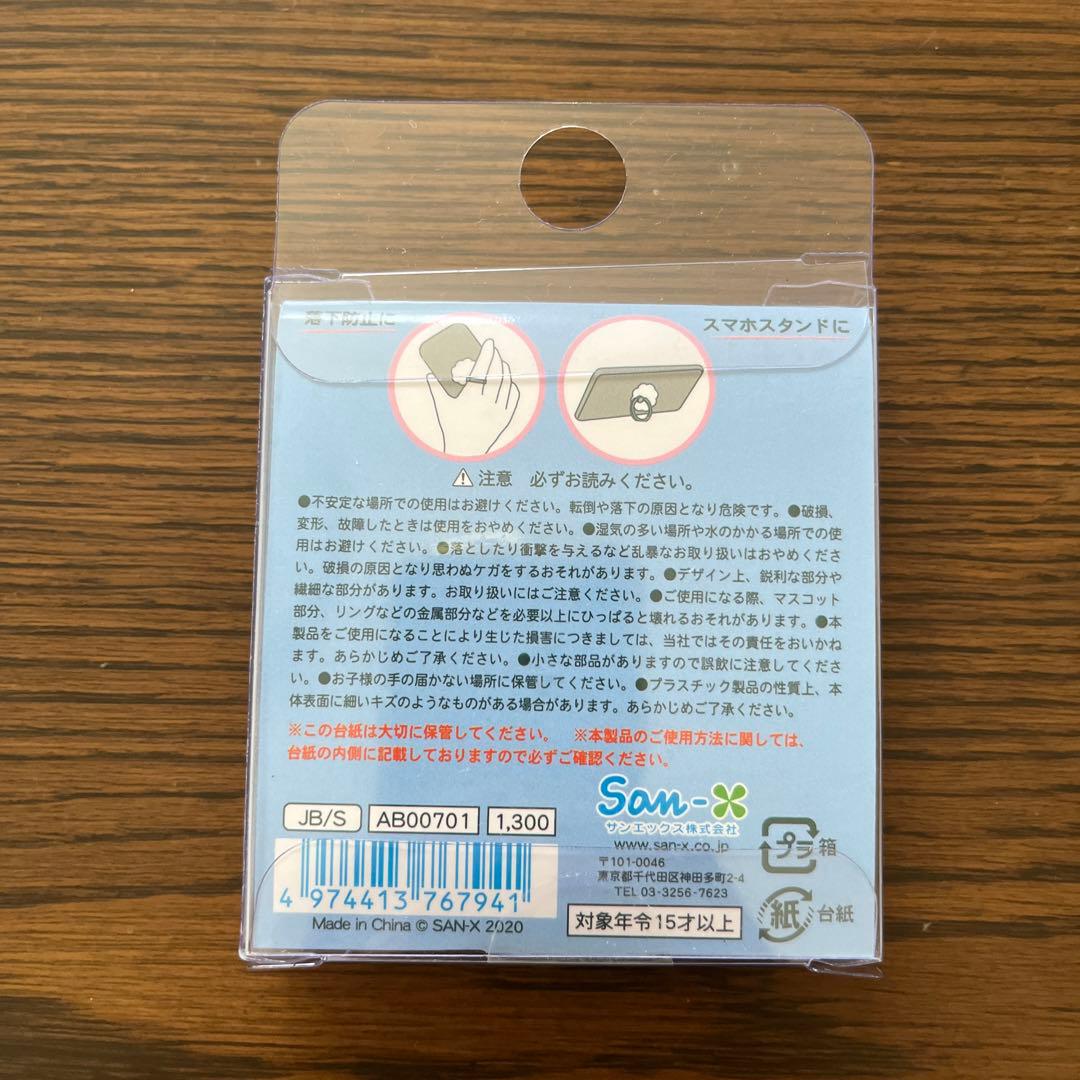 落下防止に
スマホスタンドに
注意 必ずお読みください。
●不安定な場所での使用はお避けください。転倒や落下の原因となり危険です。●破損、
変形、故障したときは使用をおやめください。●湿気の多い場所や水のかかる場所での使
用はお避けください。●落としたり衝撃を与えるなど乱暴なお取り扱いはおやめくださ
い。破損の原因となり思わぬケガをするおそれがあります。●デザイン上、鋭利な部分や
繊細な部分があります。お取り扱いにはご注意ください。●ご使用になる際、マスコット
部分、リングなどの金属部分などを必要以上にひっぱると壊れるおそれがあります。●本
製品をご使用になることにより生じた損害につきましては、当社ではその責任をおいかね
ます。あらかじめご了承ください。●小さな部品がありますので誤飲に注意してくださ
い。●お子様の手の届かない場所に保管してください。●プラスチック製品の性質上、本
体表面に細いキズのようなものがある場合があります。あらかじめご了承ください。
※この台紙は大切に保管してください。 ※本製品のご使用方法に関しては、
台紙の内側に記載しておりますので必ずご確認ください。
San-X
サンエックス株式会社
JB/S AB00701 1,300
www.san-x.co.jp
〒101-0046
東京都千代田区神田多町2-4
TEL 03-3256-7623
プラ 箱
4 974413 767941
Made in China © SAN-X 2020
対象年令15才以上
紙 台紙